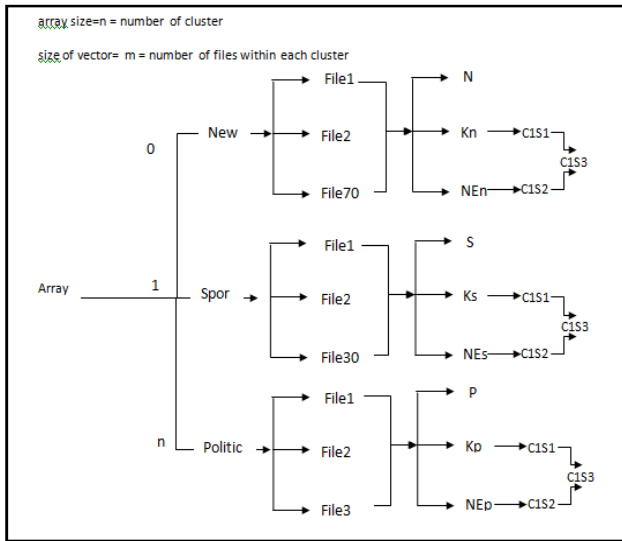 array size=n = number of cluster
size of vector= m = number of files within each cluster
File1
N
New
File2
Kn
C1S1
0
C1S3
File70
NEn
C1S2
File1
S
Array
1
Spor
File2
Ks
C1S1
C1S3
File30
NEs
C1S2
File1
P
n
Politic
File2
Kp
C1S1
C1S3
File3
NEp
C1S2